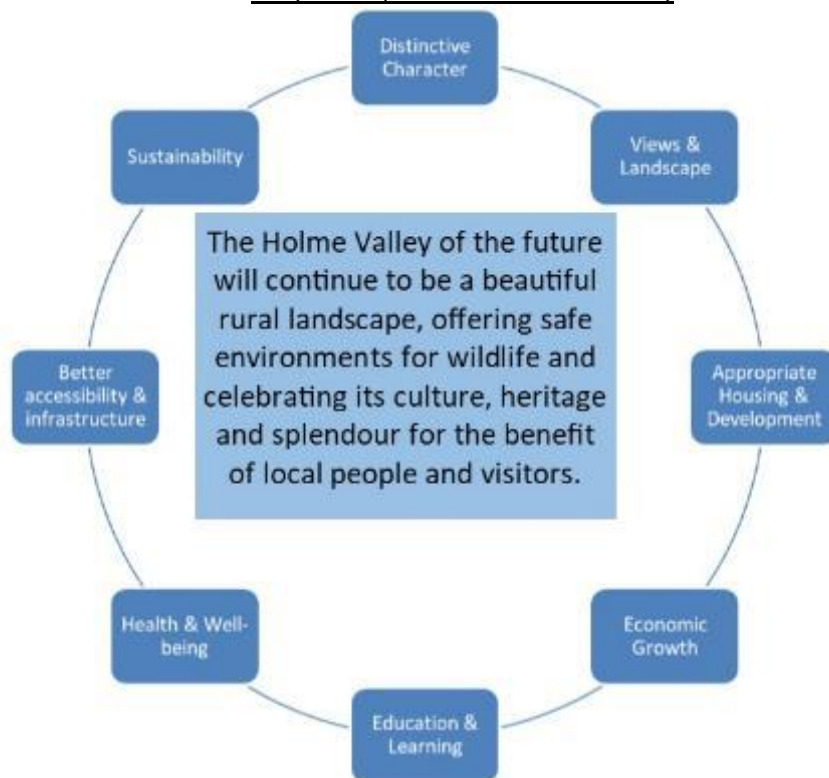 Distinctive
Character
Views &
Landscape
Appropriate
Housing &
Development
Economic
Growth
Education &
Learning
Health & Well-
being
Better
accessibility &
infrastructure
Sustainability
The Holme Valley of the future
will continue to be a beautiful
rural landscape, offering safe
environments for wildlife and
celebrating its culture, heritage
and splendour for the benefit
of local people and visitors.